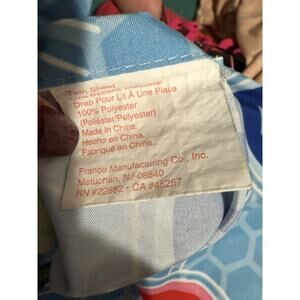 Twin Sheet
Drap Pour Lit À Une Place
100% Polyester
(Poliéster/Polyester)
Made in China.
Hecho en China.
Fabriqué en Chine.
Franco Manufacturing Co., Inc.
Metuchen, NJ 08840
RN #22882 • CA #45287